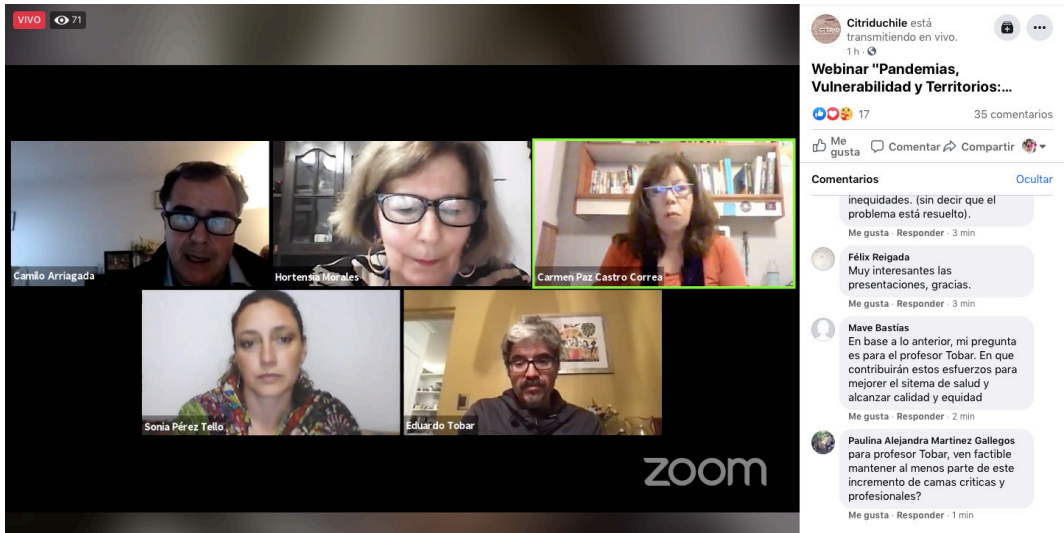 VIVO 71
Camilo Arriagada
Hortensia Morales
Carmen Paz Castro Correa
Sonia Pérez Tello
Eduardo Tobar
zoom
CITRID
Citriduchile está
transmitiendo en vivo.
1 h ·
Webinar "Pandemias,
Vulnerabilidad y Territorios:...
17
35 comentarios
Me gusta
Comentar
Compartir
Comentarios
Ocultar
inequidades. (sin decir que el
problema está resuelto).
Me gusta · Responder · 3 min
Félix Reigada
Muy interesantes las
presentaciones, gracias.
Me gusta · Responder · 3 min
Mave Bastías
En base a lo anterior, mi pregunta
es para el profesor Tobar. En que
contribuirán estos esfuerzos para
mejorer el sitema de salud y
alcanzar calidad y equidad
Me gusta · Responder · 2 min
Paulina Alejandra Martinez Gallegos
para profesor Tobar, ven factible
mantener al menos parte de este
incremento de camas criticas y
profesionales?
Me gusta · Responder · 1 min